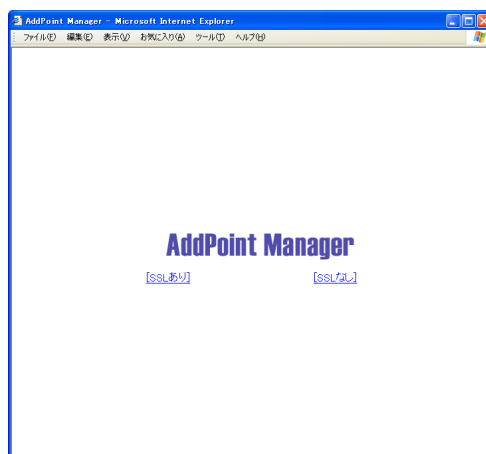 AddPoint Manager - Microsoft Internet Explorer
ファイル(F) 編集(E) 表示(V) お気に入り(A) ツール(T) ヘルプ(H)
AddPoint Manager
[SSLあり] [SSLなし]